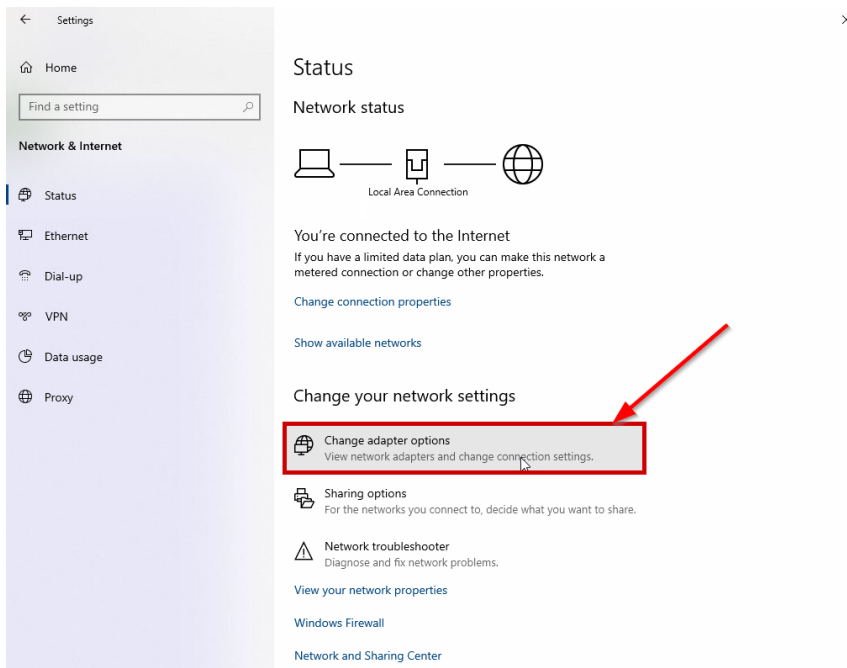 Settings
Home
Find a setting
Network & Internet
Status
Ethernet
Dial-up
VPN
Data usage
Proxy
Status
Network status
Local Area Connection
You're connected to the Internet
If you have a limited data plan, you can make this network a
metered connection or change other properties.
Change connection properties
Show available networks
Change your network settings
Change adapter options
View network adapters and change connection settings.
Sharing options
For the networks you connect to, decide what you want to share.
Network troubleshooter
Diagnose and fix network problems.
View your network properties
Windows Firewall
Network and Sharing Center